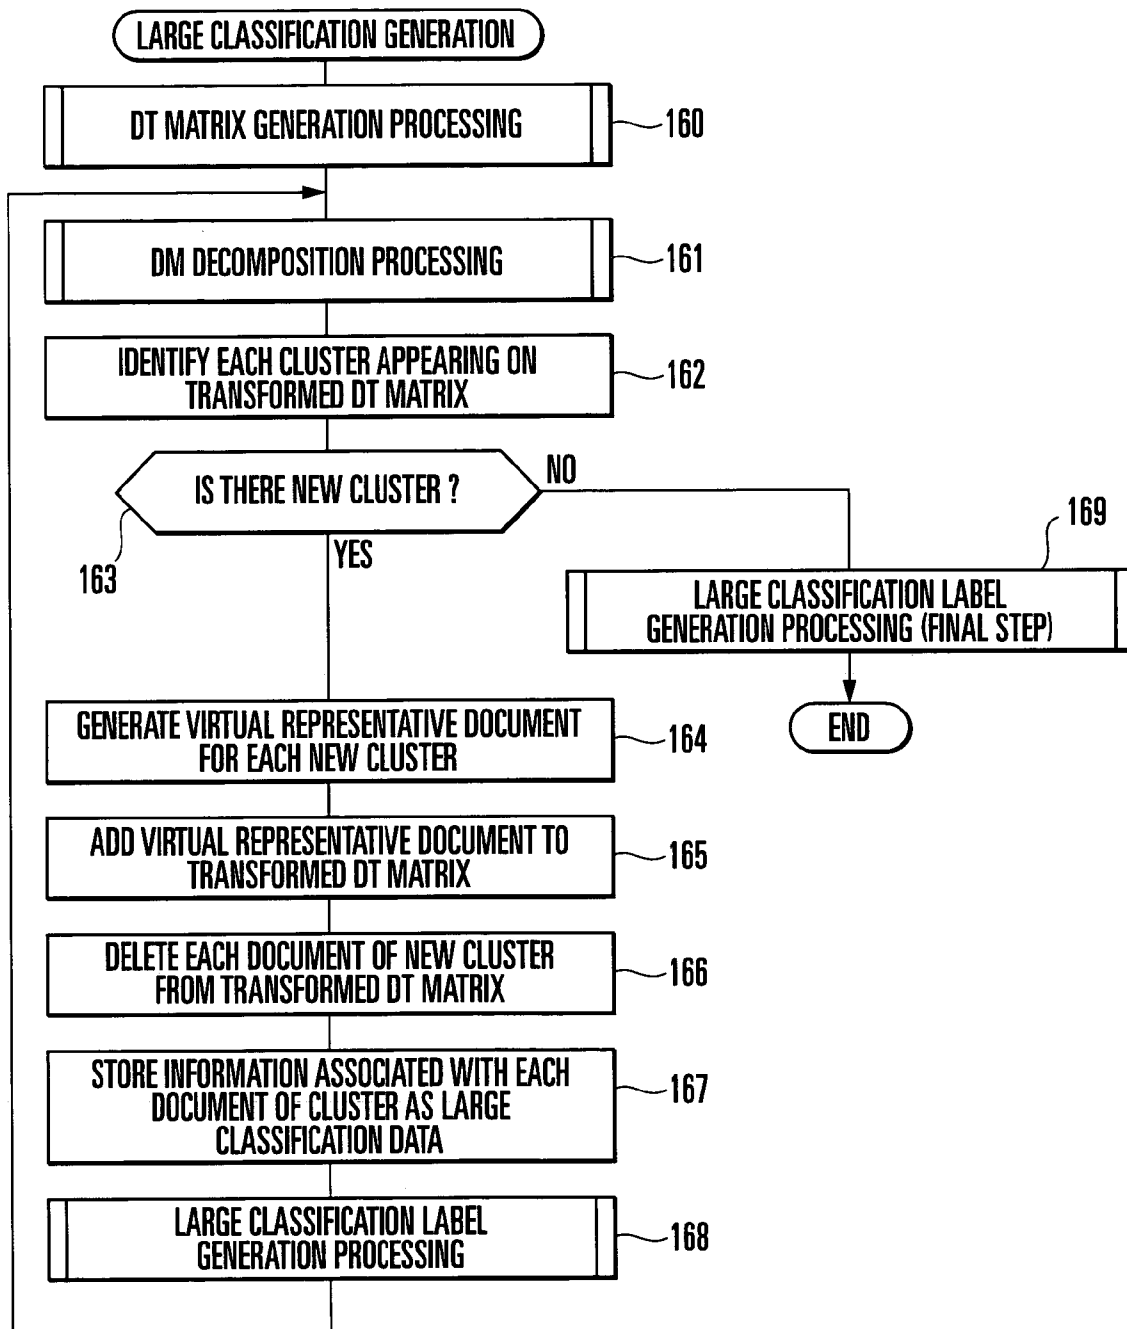 LARGE CLASSIFICATION GENERATION
DT MATRIX GENERATION PROCESSING
160
DM DECOMPOSITION PROCESSING
161
IDENTIFY EACH CLUSTER APPEARING ON
TRANSFORMED DT MATRIX
162
IS THERE NEW CLUSTER ?
NO
163
YES
169
LARGE CLASSIFICATION LABEL
GENERATION PROCESSING (FINAL STEP)
END
GENERATE VIRTUAL REPRESENTATIVE DOCUMENT
FOR EACH NEW CLUSTER
164
ADD VIRTUAL REPRESENTATIVE DOCUMENT TO
TRANSFORMED DT MATRIX
165
DELETE EACH DOCUMENT OF NEW CLUSTER
FROM TRANSFORMED DT MATRIX
166
STORE INFORMATION ASSOCIATED WITH EACH
DOCUMENT OF CLUSTER AS LARGE
CLASSIFICATION DATA
167
LARGE CLASSIFICATION LABEL
GENERATION PROCESSING
168